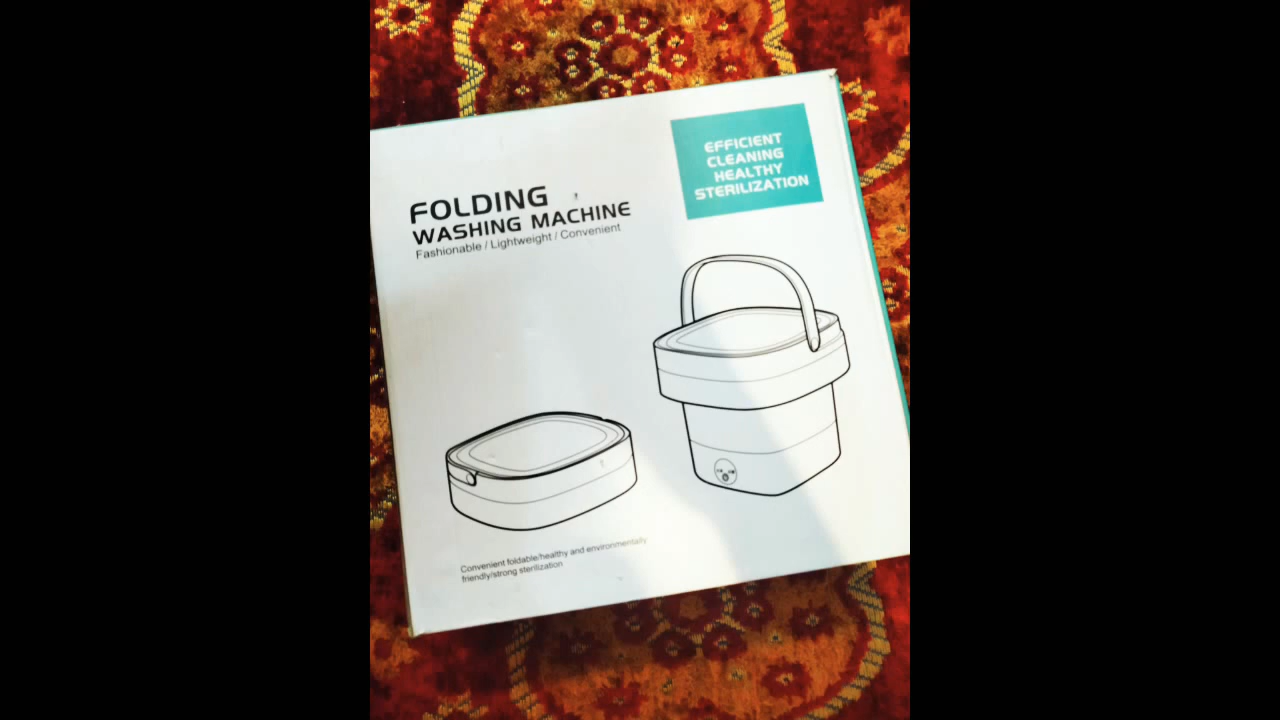 EFFICIENT
CLEANING
HEALTHY
STERILIZATION
FOLDING
WASHING MACHINE
Fashionable / Lightweight / Convenient
Convenient foldable/healthy and environmentally
friendly/strong sterilization